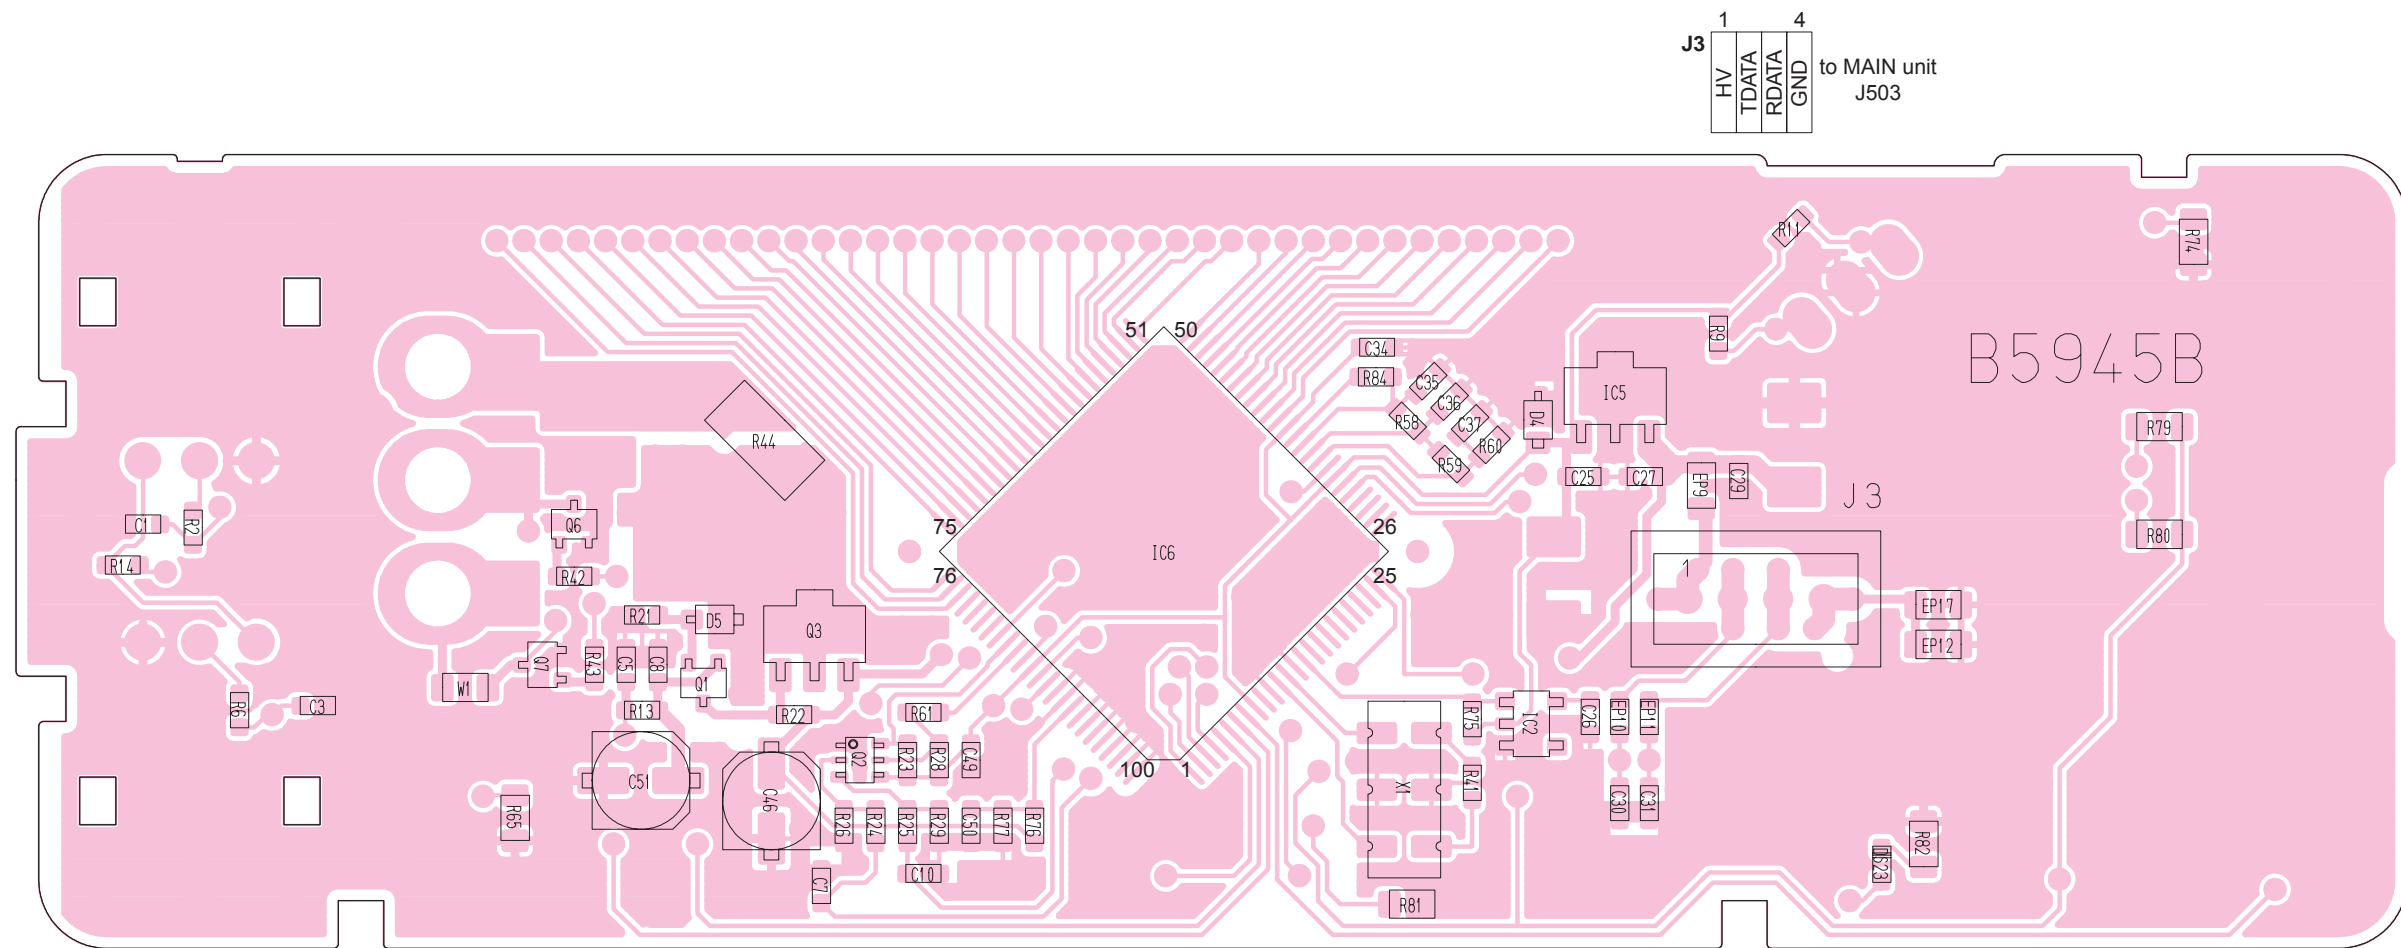 1 4
J3
HV
TDATA
RDATA
GND
to MAIN unit
J503
R11
R74
51 50
R9
B5945B
C34
R84
C35
C36
C37
R58
R59
R60
D4
IC5
R44
R79
C25
C27
EP9
C29
J3
C1
R2
Q6
75
26
R80
IC6
R14
R42
76
25
1
R21
D5
Q3
EP17
EP12
Q7
R43
C5
C8
Q1
W1
R6
C3
R13
R22
R61
R75
IC2
C26
EP10
EP11
C51
Q2
R23
R28
C49
100 1
C46
X1
R41
C30
C31
R65
R26
R24
R25
R29
C50
R77
R76
R82
C7
C10
R81